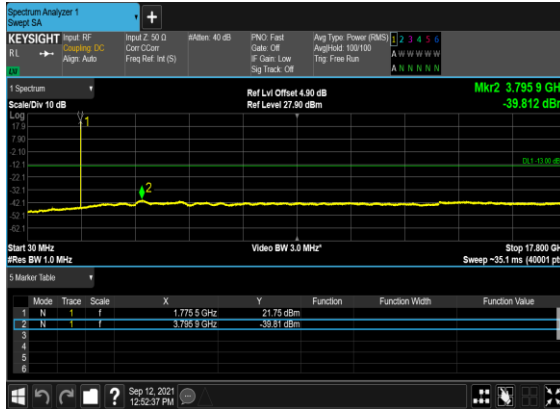 Spectrum Analyzer 1
Swept SA
+
KEYSIGHT Input: RF Input Z: 50 Ω #Atten: 40 dB PNO: Fast Avg Type: Power (RMS) 1 2 3 4 5 6
RL Coupling: DC Corr CCorr Gate: Off Avg|Hold: 100/100 A W W W W W
Align: Auto Freq Ref: Int (S) IF Gain: Low Trig: Free Run
LU Sig Track: Off A N N N N N
1 Spectrum Ref Lvl Offset 4.90 dB Mkr2 3.795 9 GHz
Scale/Div 10 dB Ref Level 27.90 dBm -39.812 dBm
Log
17.9
7.90
-2.10
-12.1
-22.1
-32.1
-42.1
-52.1
-62.1
1
2
DL1 -13.00 dB
Start 30 MHz Video BW 3.0 MHz* Stop 17.800 GHz
#Res BW 1.0 MHz Sweep ~35.1 ms (40001 pts
5 Marker Table
Mode Trace Scale X Y Function Function Width Function Value
1 N 1 f 1.775 5 GHz 21.75 dBm
2 N 1 f 3.795 9 GHz -39.81 dBm
3
4
5
6
? Sep 12, 2021
12:52:37 PM